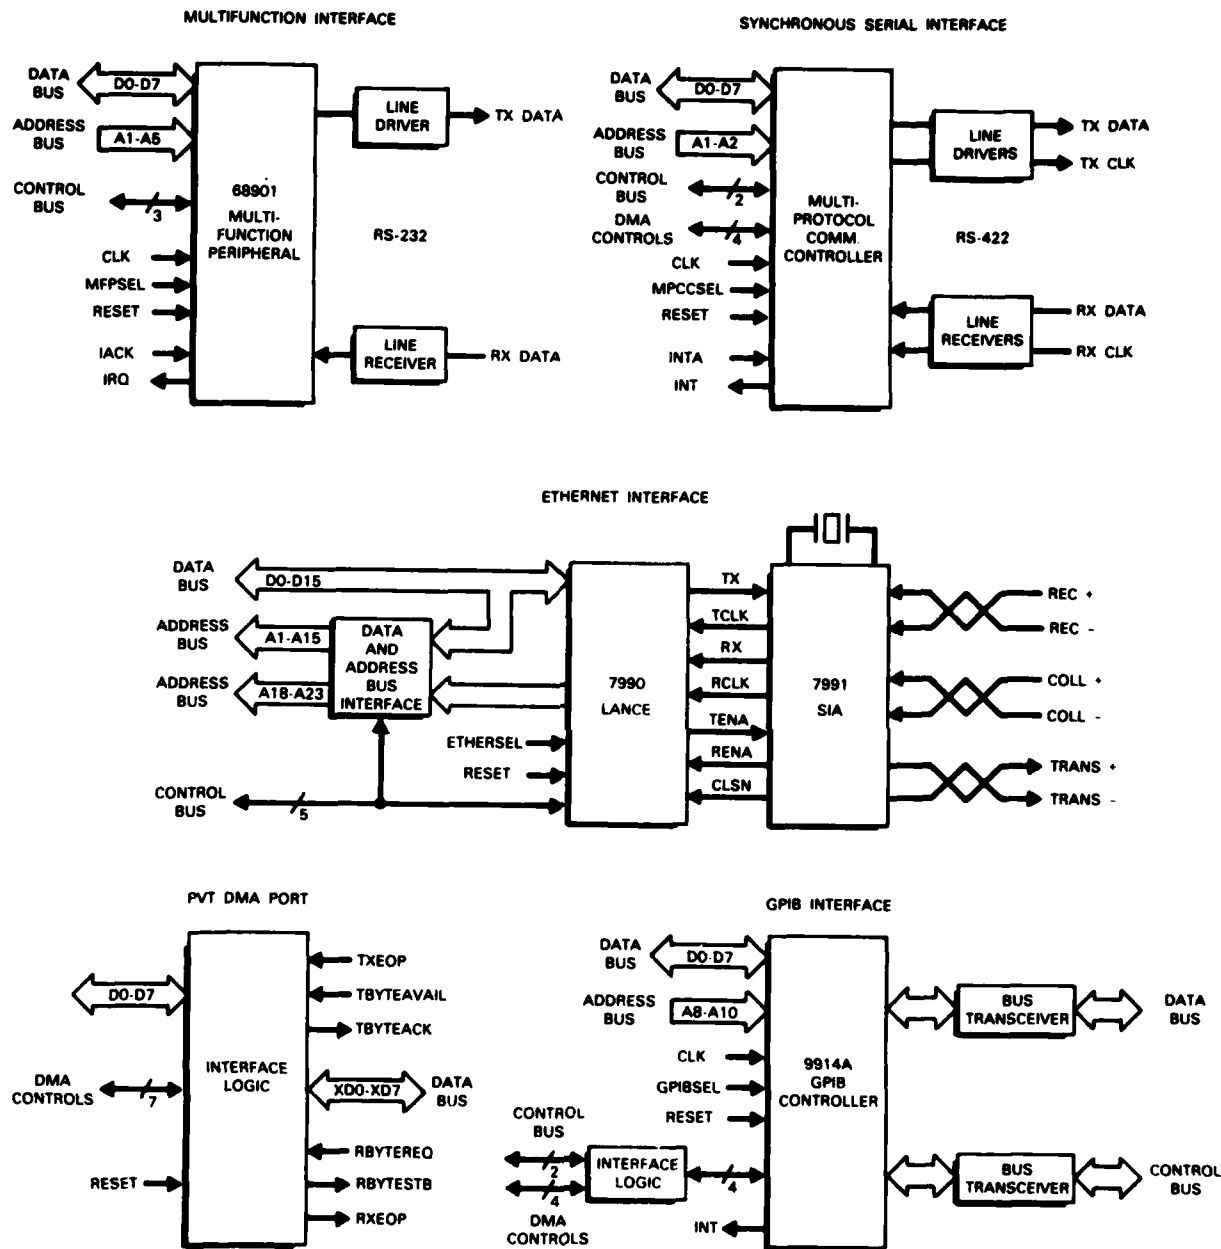 MULTIFUNCTION INTERFACE
DATA
BUS
D0-D7
ADDRESS
BUS
A1-A5
CONTROL
BUS
3
CLK
MFPSEL
RESET
IACK
IRQ
68901
MULTI-
FUNCTION
PERIPHERAL
LINE
DRIVER
TX DATA
RS-232
LINE
RECEIVER
RX DATA
SYNCHRONOUS SERIAL INTERFACE
DATA
BUS
D0-D7
ADDRESS
BUS
A1-A2
CONTROL
BUS
2
DMA
CONTROLS
4
CLK
MPCCSEL
RESET
INTA
INT
MULTI-
PROTOCOL
COMM.
CONTROLLER
LINE
DRIVERS
TX DATA
TX CLK
RS-422
LINE
RECEIVERS
RX DATA
RX CLK
ETHERNET INTERFACE
DATA
BUS
D0-D15
ADDRESS
BUS
A1-A15
ADDRESS
BUS
A18-A23
DATA
AND
ADDRESS
BUS
INTERFACE
ETHERSEL
RESET
CONTROL
BUS
5
7990
LANCE
TX
TCLK
RX
RCLK
TENA
RENA
CLSN
7991
SIA
REC +
REC -
COLL +
COLL -
TRANS +
TRANS -
PVT DMA PORT
D0-D7
DMA
CONTROLS
7
RESET
INTERFACE
LOGIC
TXEOP
TBYTEAVAIL
TBYTEACK
XD0-XD7
DATA
BUS
RBYTEREQ
RBYTESTB
RXEOP
GPIB INTERFACE
DATA
BUS
D0-D7
ADDRESS
BUS
A8-A10
CLK
GPIBSEL
RESET
CONTROL
BUS
2
4
DMA
CONTROLS
INTERFACE
LOGIC
4
INT
9914A
GPIB
CONTROLLER
BUS
TRANSCEIVER
DATA
BUS
BUS
TRANSCEIVER
CONTROL
BUS